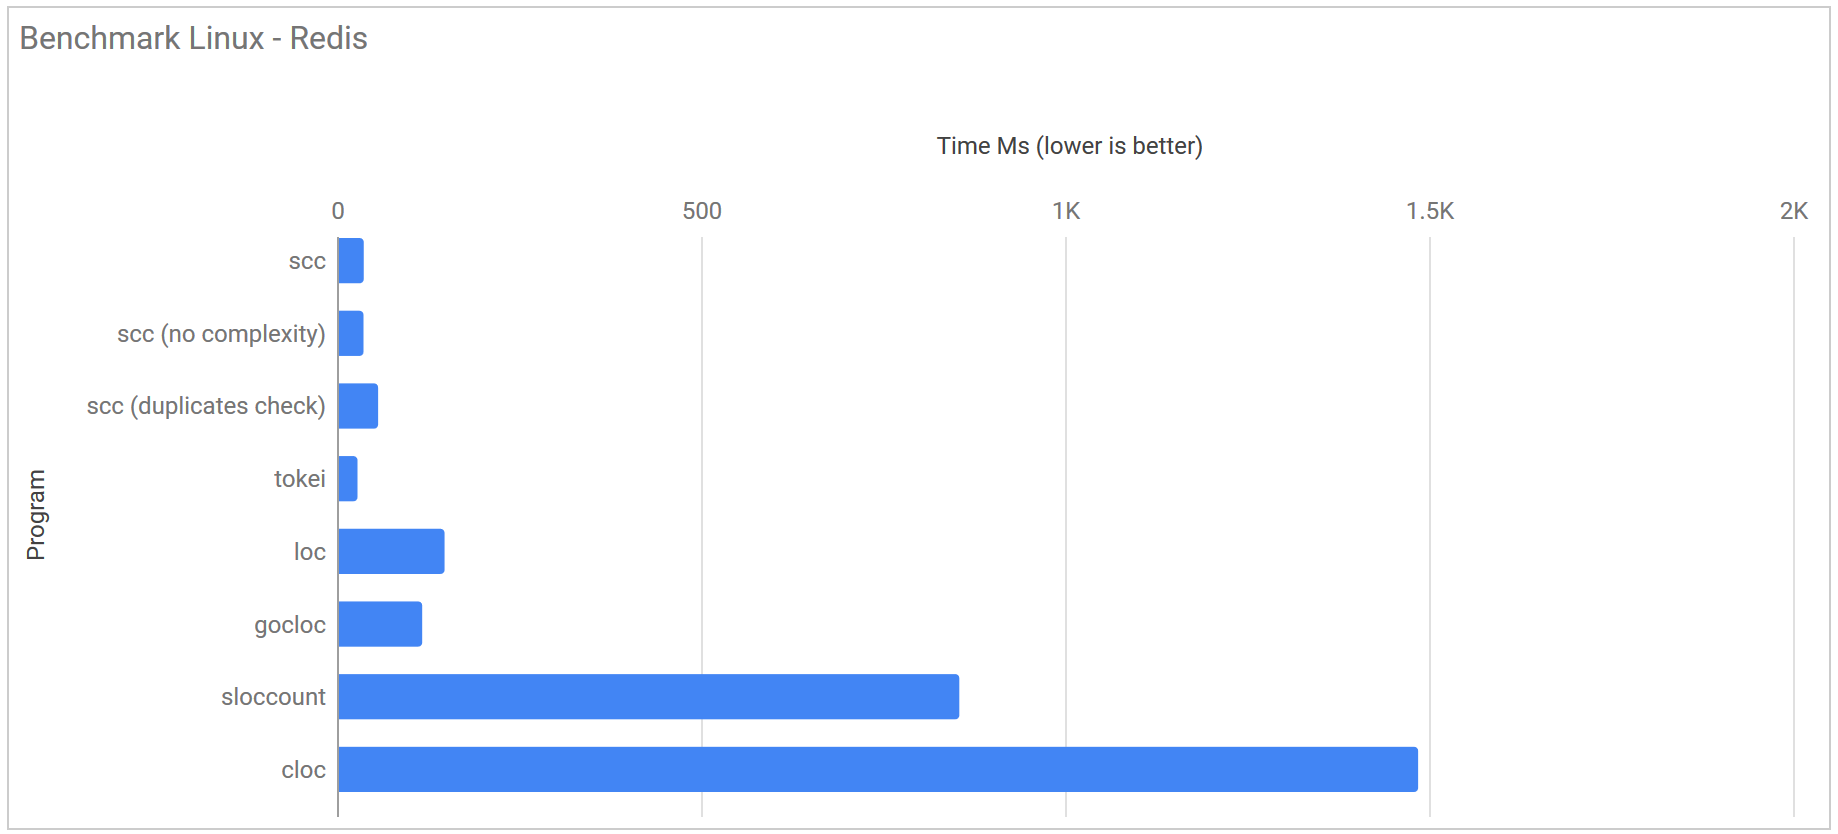 Benchmark Linux - Redis
Time Ms (lower is better)
0 500 1K 1.5K 2K
scc
scc (no complexity)
scc (duplicates check)
tokei
loc
gocloc
sloccount
cloc
Program